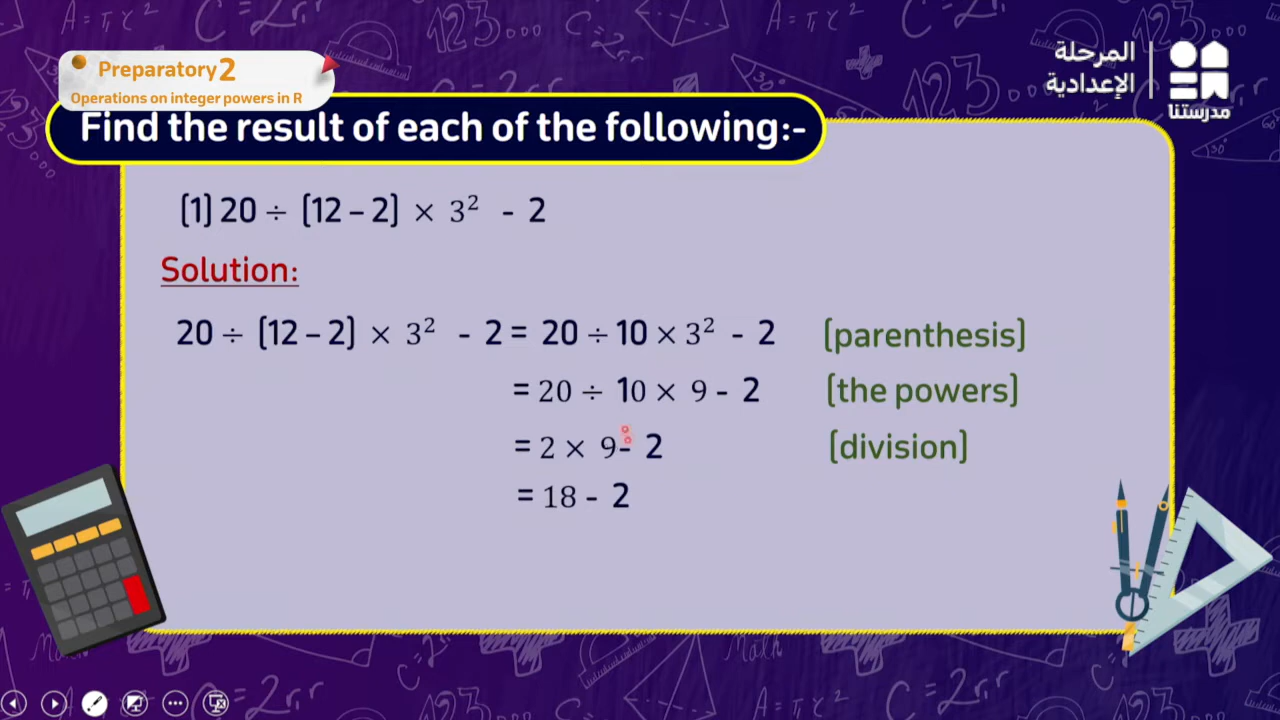 المرحلة
الإعدادية
مدرستنا
Preparatory 2
Operations on integer powers in R
Find the result of each of the following:-
(1) 20 ÷ (12 – 2) × 3² - 2
Solution:
20 ÷ (12 – 2) × 3² - 2 = 20 ÷ 10 × 3² - 2 (parenthesis)
= 20 ÷ 10 × 9 - 2 (the powers)
= 2 × 9 - 2 (division)
= 18 - 2